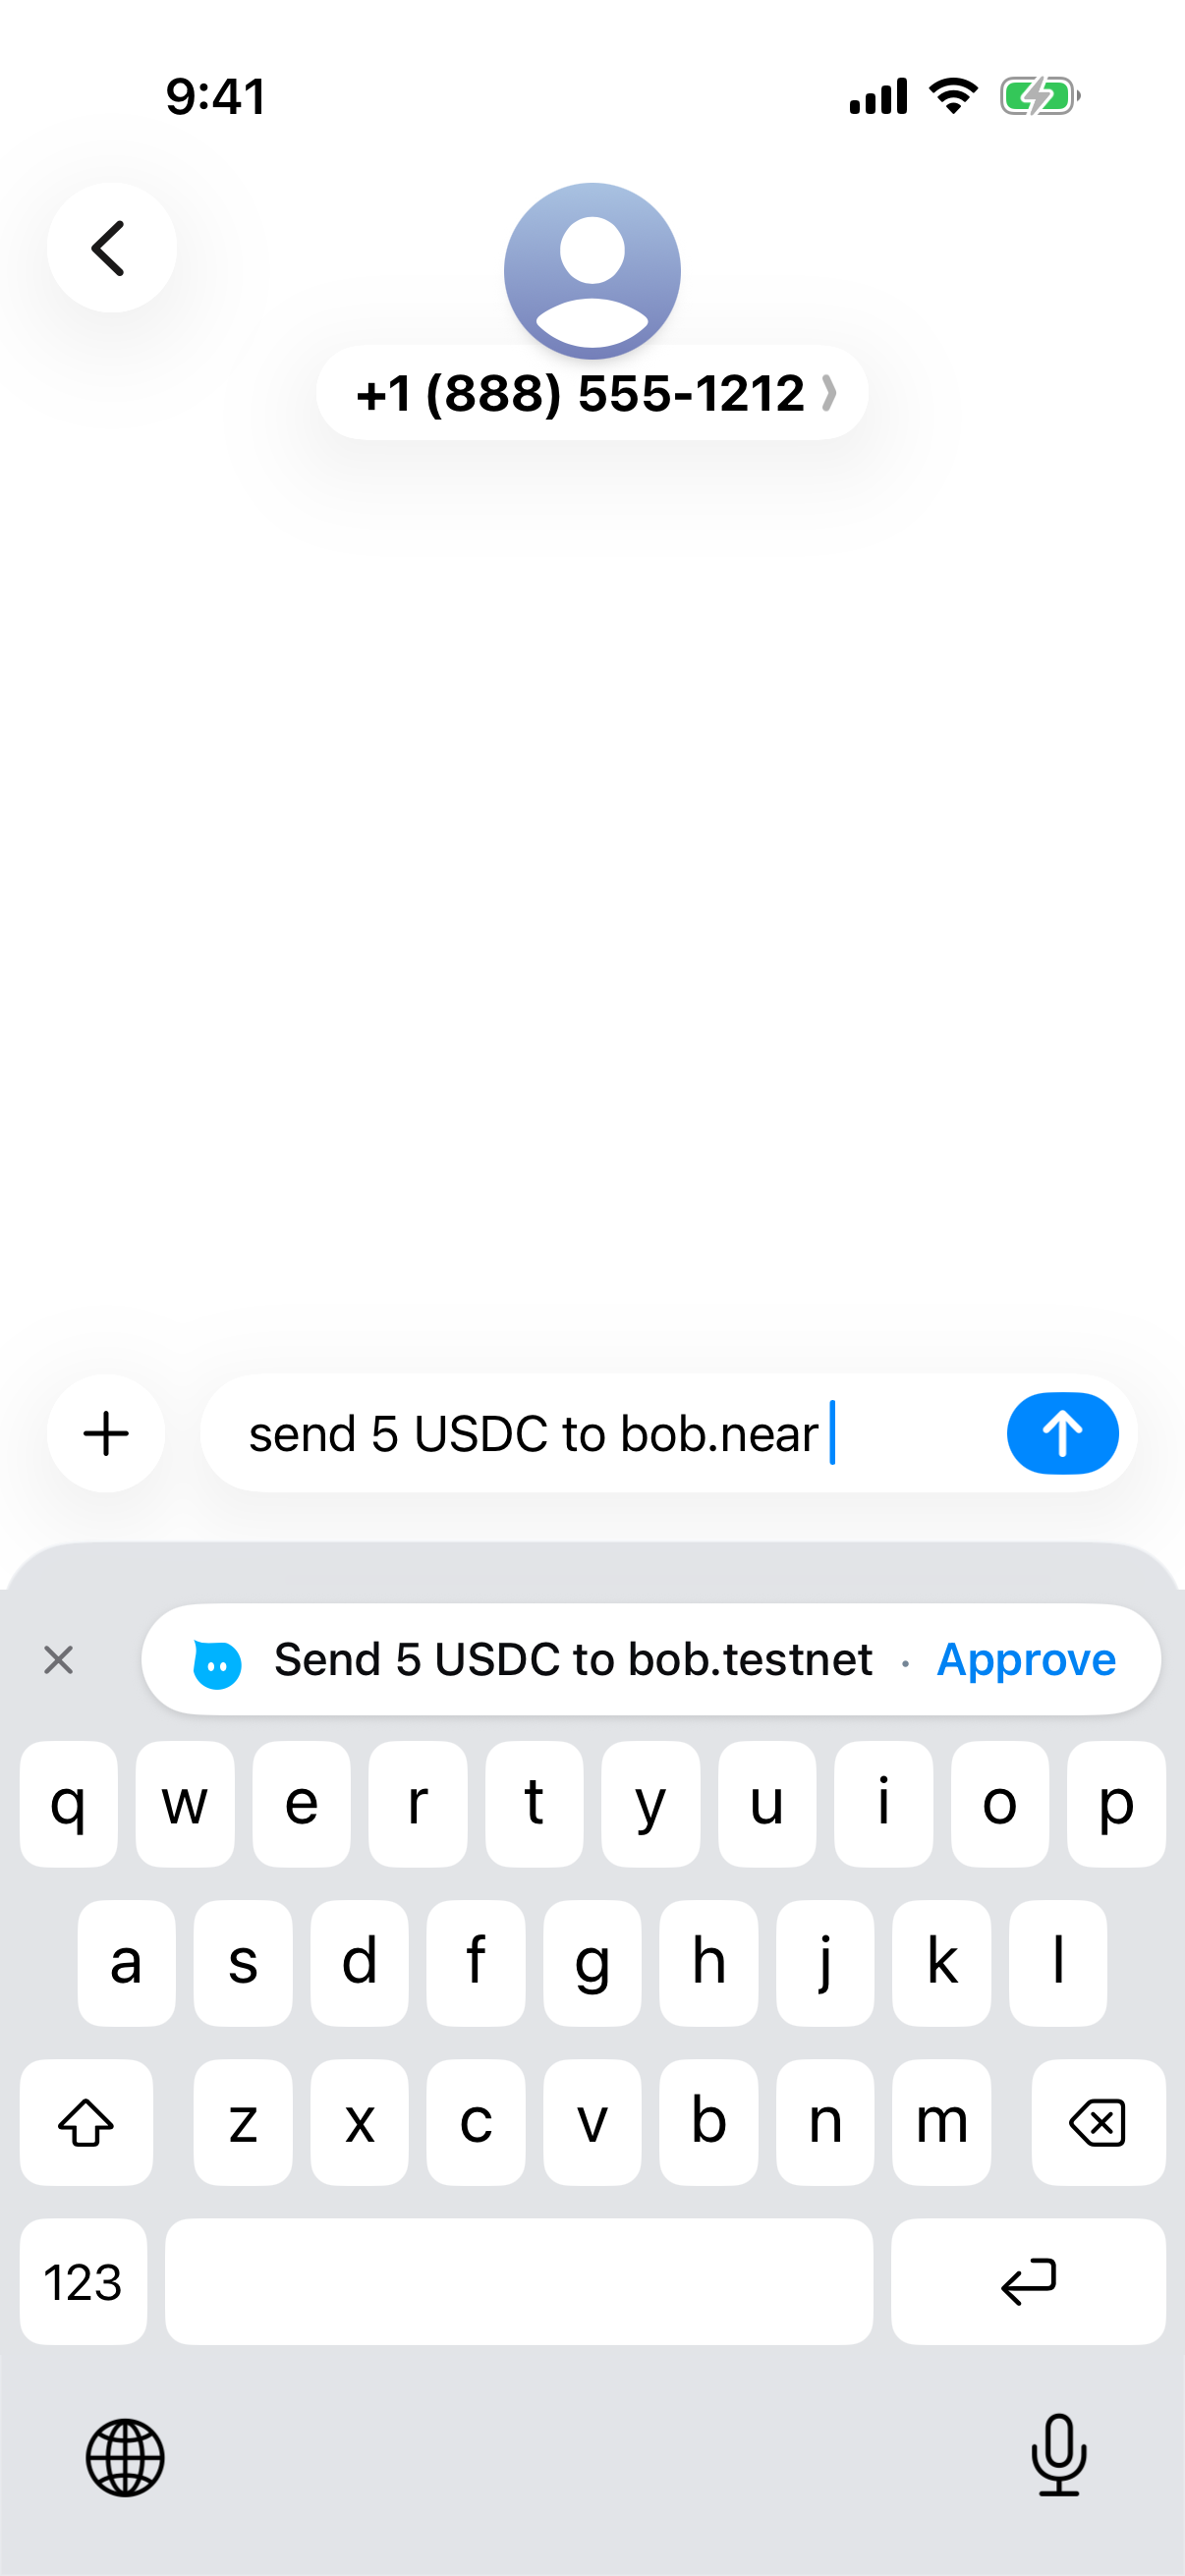 9:41
+1 (888) 555-1212
send 5 USDC to bob.near
Send 5 USDC to bob.testnet · Approve
q w e r t y u i o p
a s d f g h j k l
z x c v b n m
123